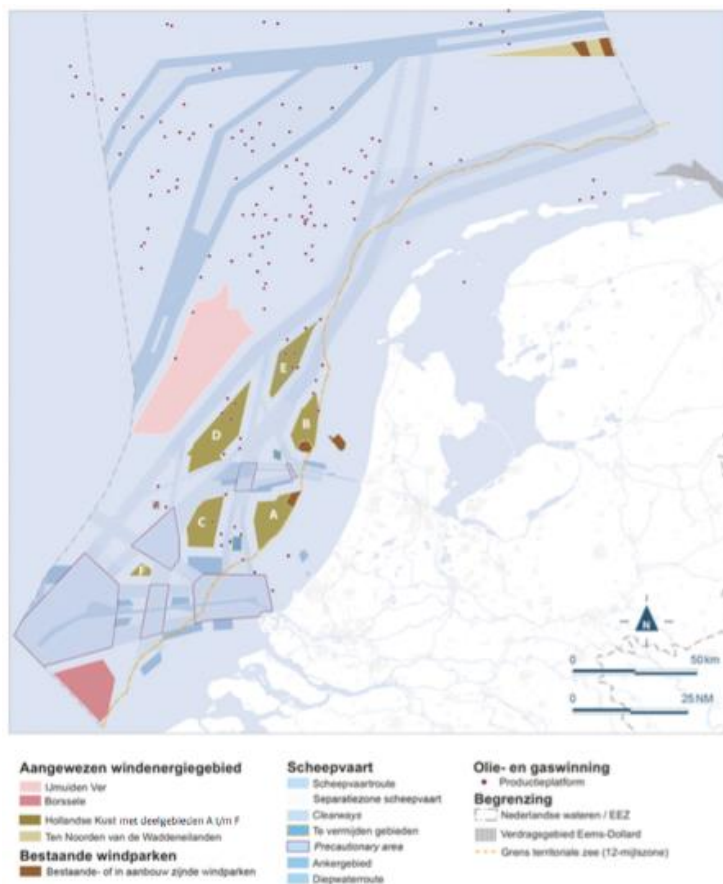 E
B
D
C
A
F
N
0 50 km
0 25 NM
Aangewezen windenergiegebied
IJmuiden Ver
Borssele
Hollandse Kust met deelgebieden A t/m F
Ten Noorden van de Waddeneilanden
Bestaande windparken
Bestaande- of in aanbouw zijnde windparken
Scheepvaart
Scheepvaartroute
Separatiezone scheepvaart
Clearways
Te vermijden gebieden
Precautionary area
Ankergebied
Diepwaterroute
Olie- en gaswinning
Productieplatform
Begrenzing
Nederlandse wateren / EEZ
Verdragegebied Eems-Dollard
Grens territoriale zee (12-mijlszone)